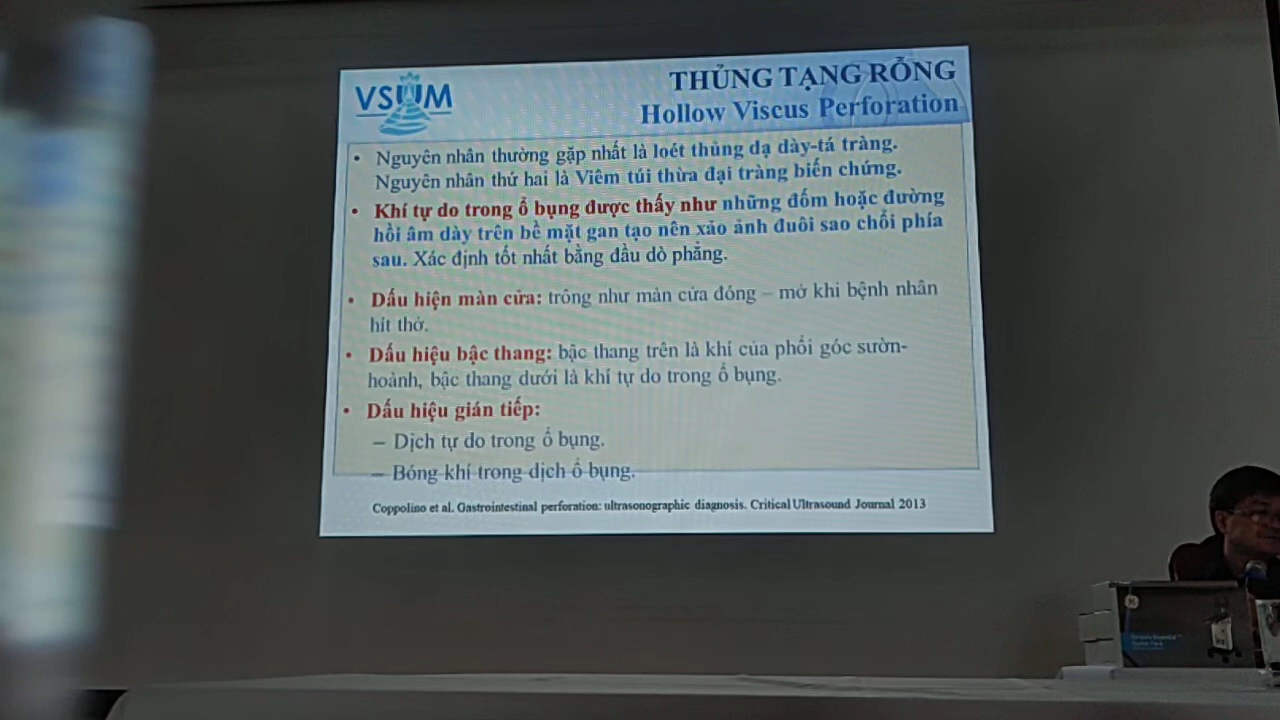 VSUM
THỦNG TẠNG RỖNG
Hollow Viscus Perforation
• Nguyên nhân thường gặp nhất là loét thủng dạ dày-tá tràng.
Nguyên nhân thứ hai là Viêm túi thừa đại tràng biến chứng.
• Khí tự do trong ổ bụng được thấy như những đốm hoặc đường
hồi âm dày trên bề mặt gan tạo nên xảo ảnh đuôi sao chổi phía
sau. Xác định tốt nhất bằng đầu dò phẳng.
• Dấu hiện màn cửa: trông như màn cửa đóng – mở khi bệnh nhân
hít thở.
• Dấu hiệu bậc thang: bậc thang trên là khí của phổi góc sườn-
hoành, bậc thang dưới là khí tự do trong ổ bụng.
• Dấu hiệu gián tiếp:
– Dịch tự do trong ổ bụng.
– Bóng khí trong dịch ổ bụng.
Coppolino et al. Gastrointestinal perforation: ultrasonographic diagnosis. Critical Ultrasound Journal 2013